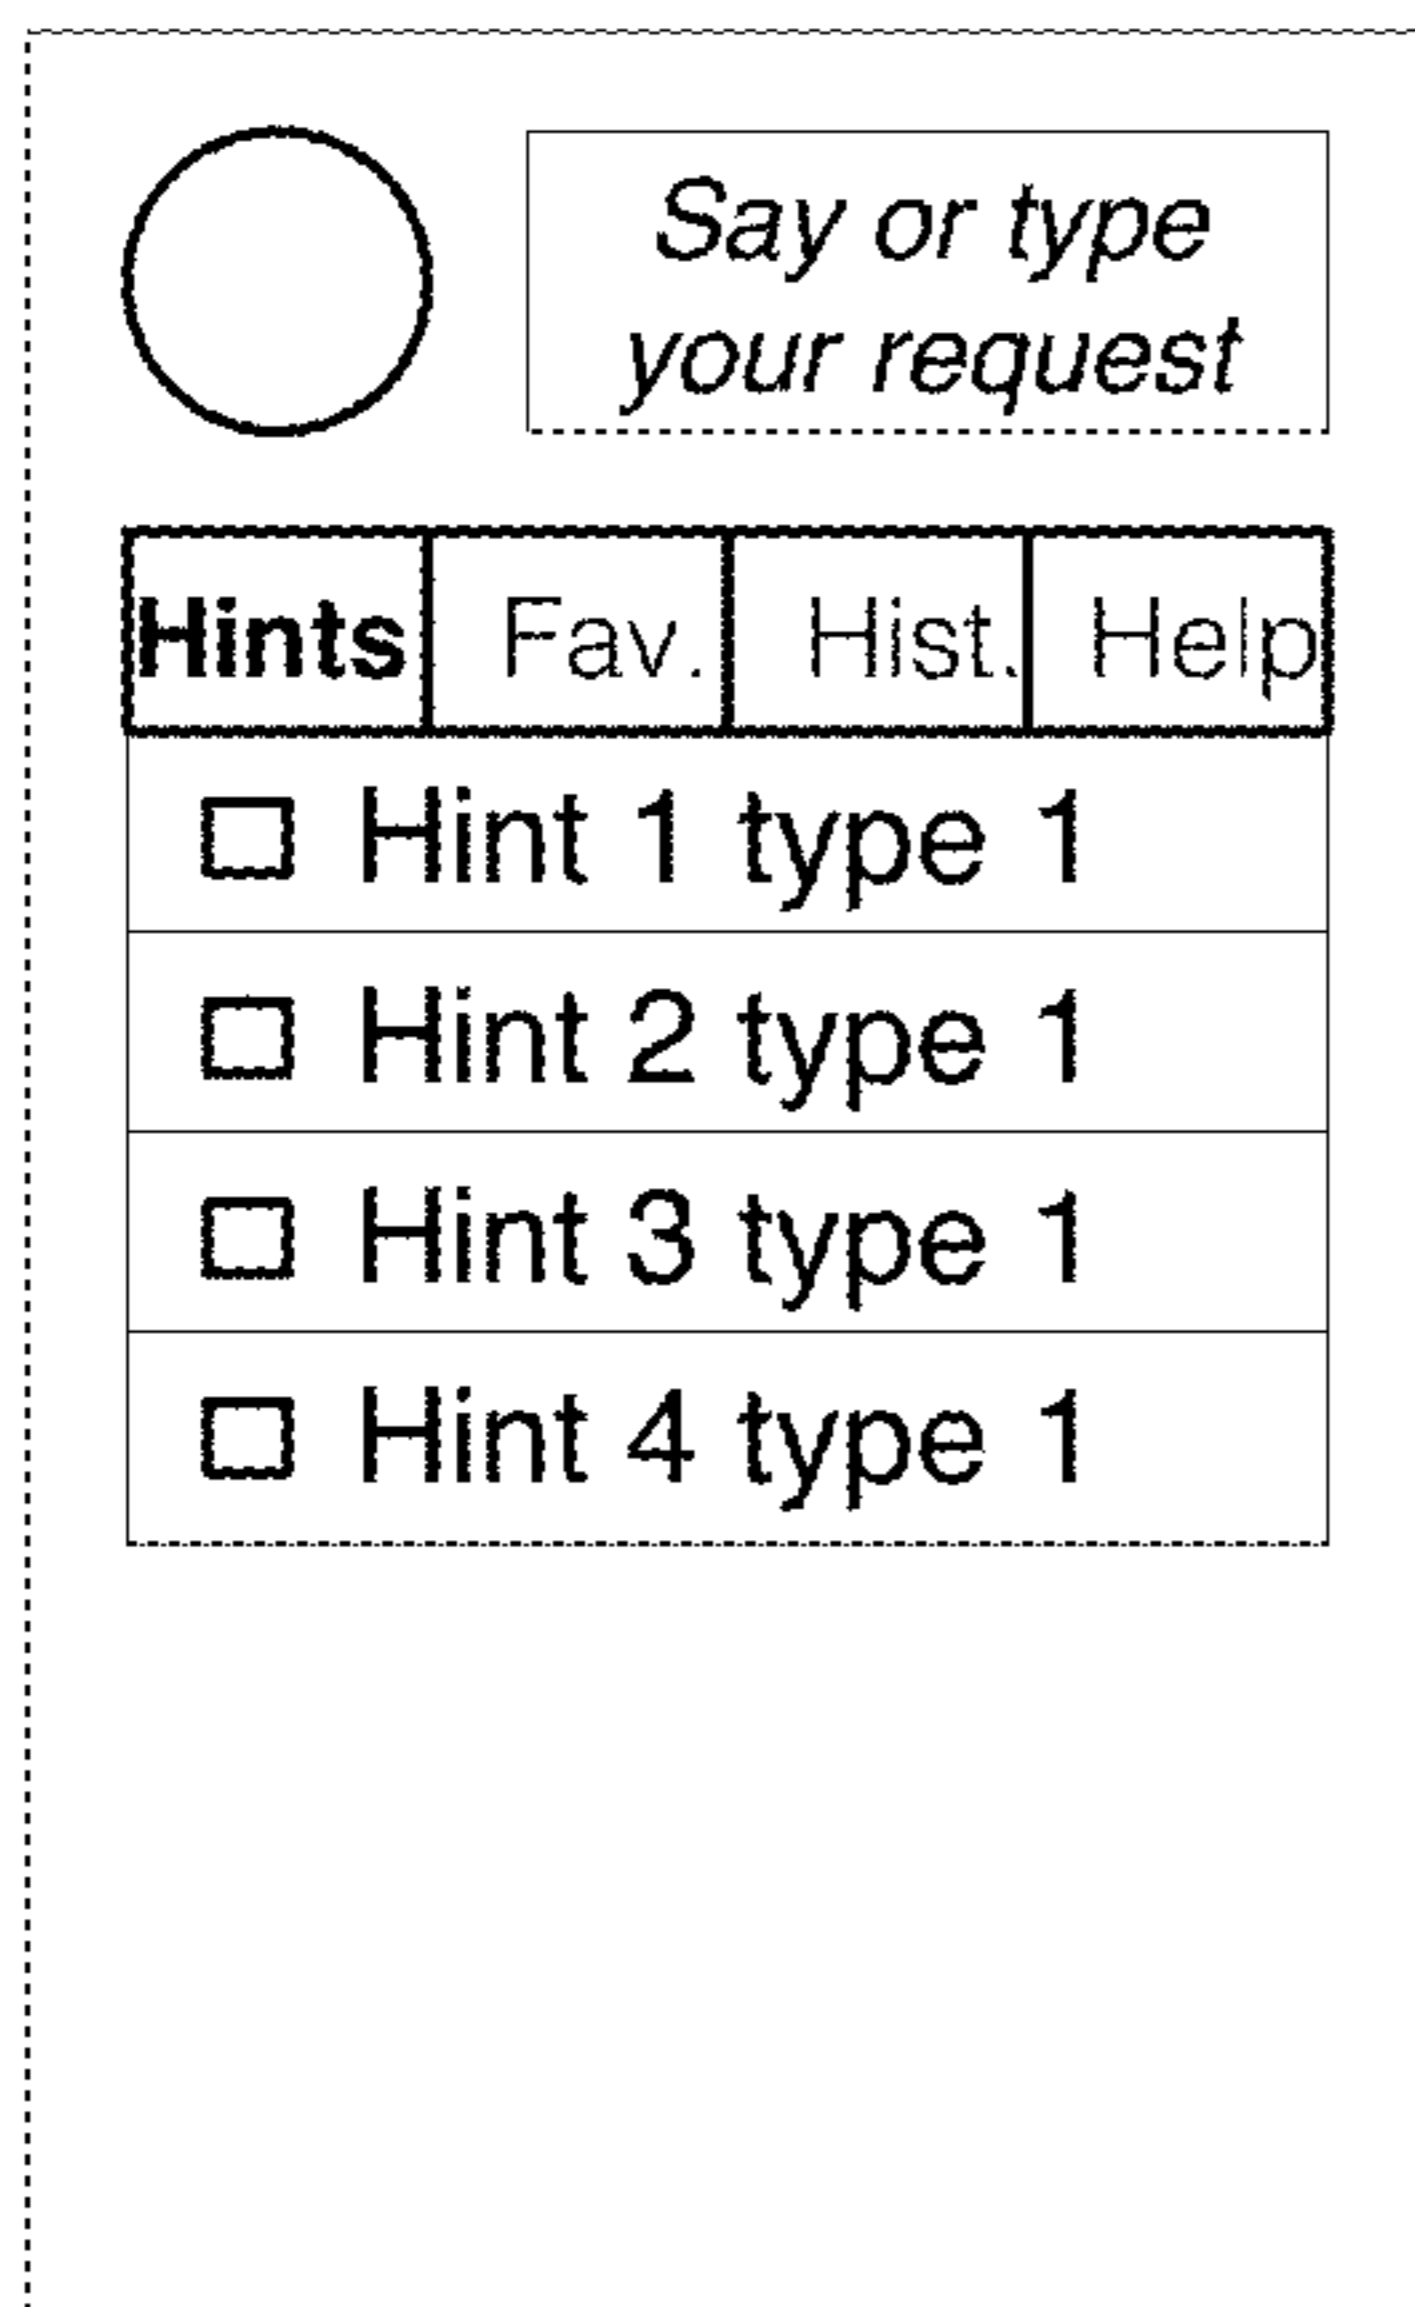 Say or type
your request
Hints Fav. Hist. Help
Hint 1 type 1
Hint 2 type 1
Hint 3 type 1
Hint 4 type 1